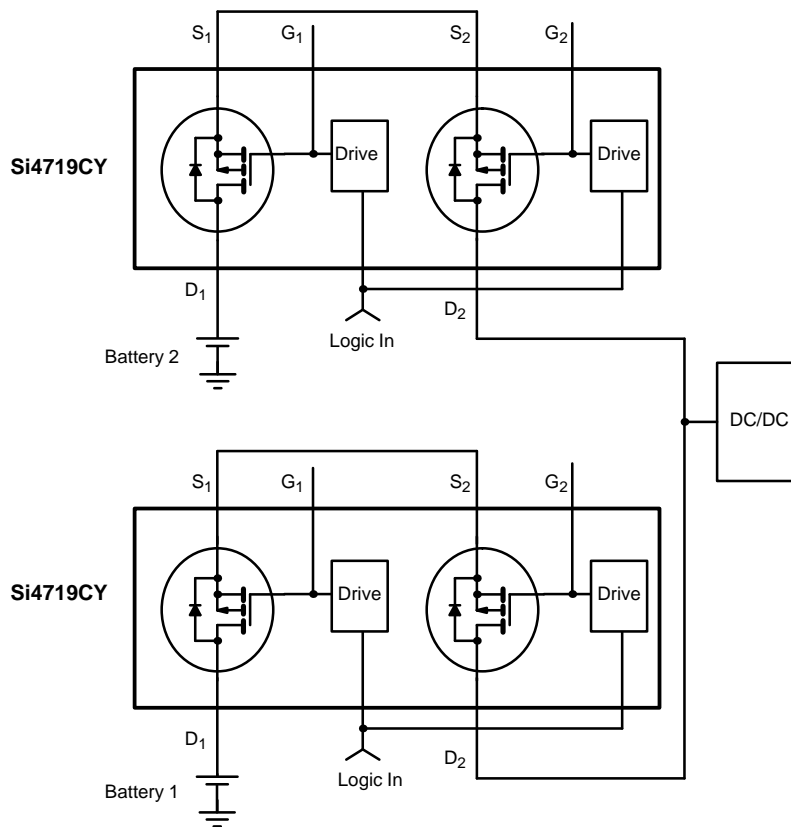 S1 G1 S2 G2
Si4719CY
Drive Drive
D1 D2
Logic In
Battery 2
DC/DC
S1 G1 S2 G2
Si4719CY
Drive Drive
D1 D2
Logic In
Battery 1